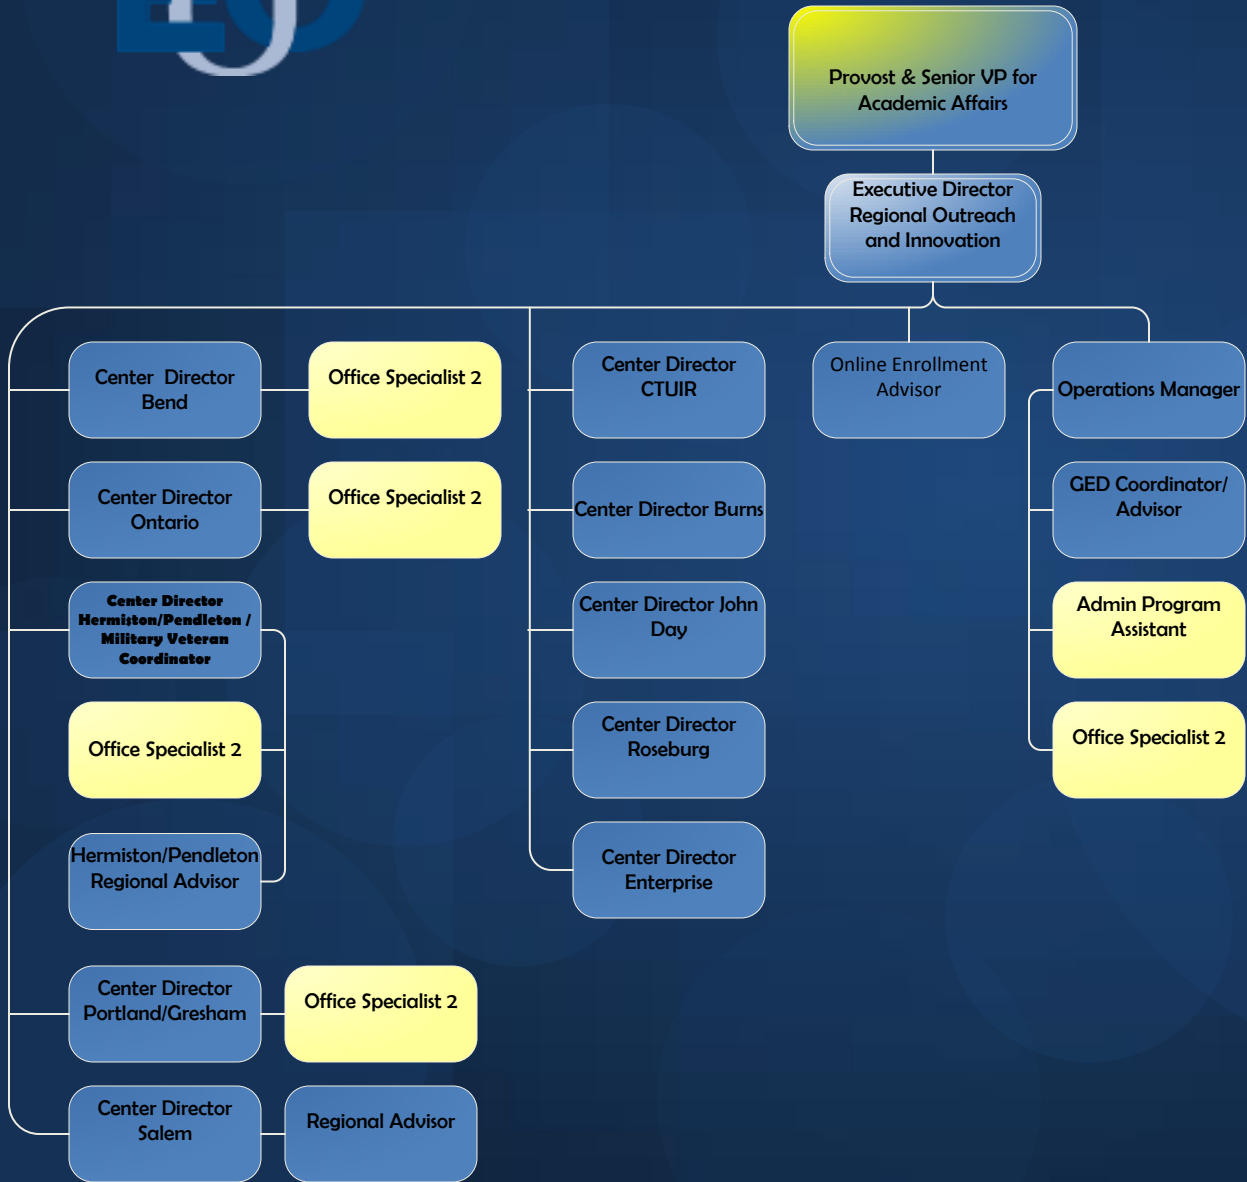 EO
Provost & Senior VP for
Academic Affairs
Executive Director
Regional Outreach
and Innovation
Center Director
Bend
Office Specialist 2
Center Director
CTUIR
Online Enrollment
Advisor
Operations Manager
Center Director
Ontario
Office Specialist 2
Center Director Burns
GED Coordinator/
Advisor
Center Director
Hermiston/Pendleton /
Military Veteran
Coordinator
Center Director John
Day
Admin Program
Assistant
Office Specialist 2
Center Director
Roseburg
Office Specialist 2
Hermiston/Pendleton
Regional Advisor
Center Director
Enterprise
Center Director
Portland/Gresham
Office Specialist 2
Center Director
Salem
Regional Advisor